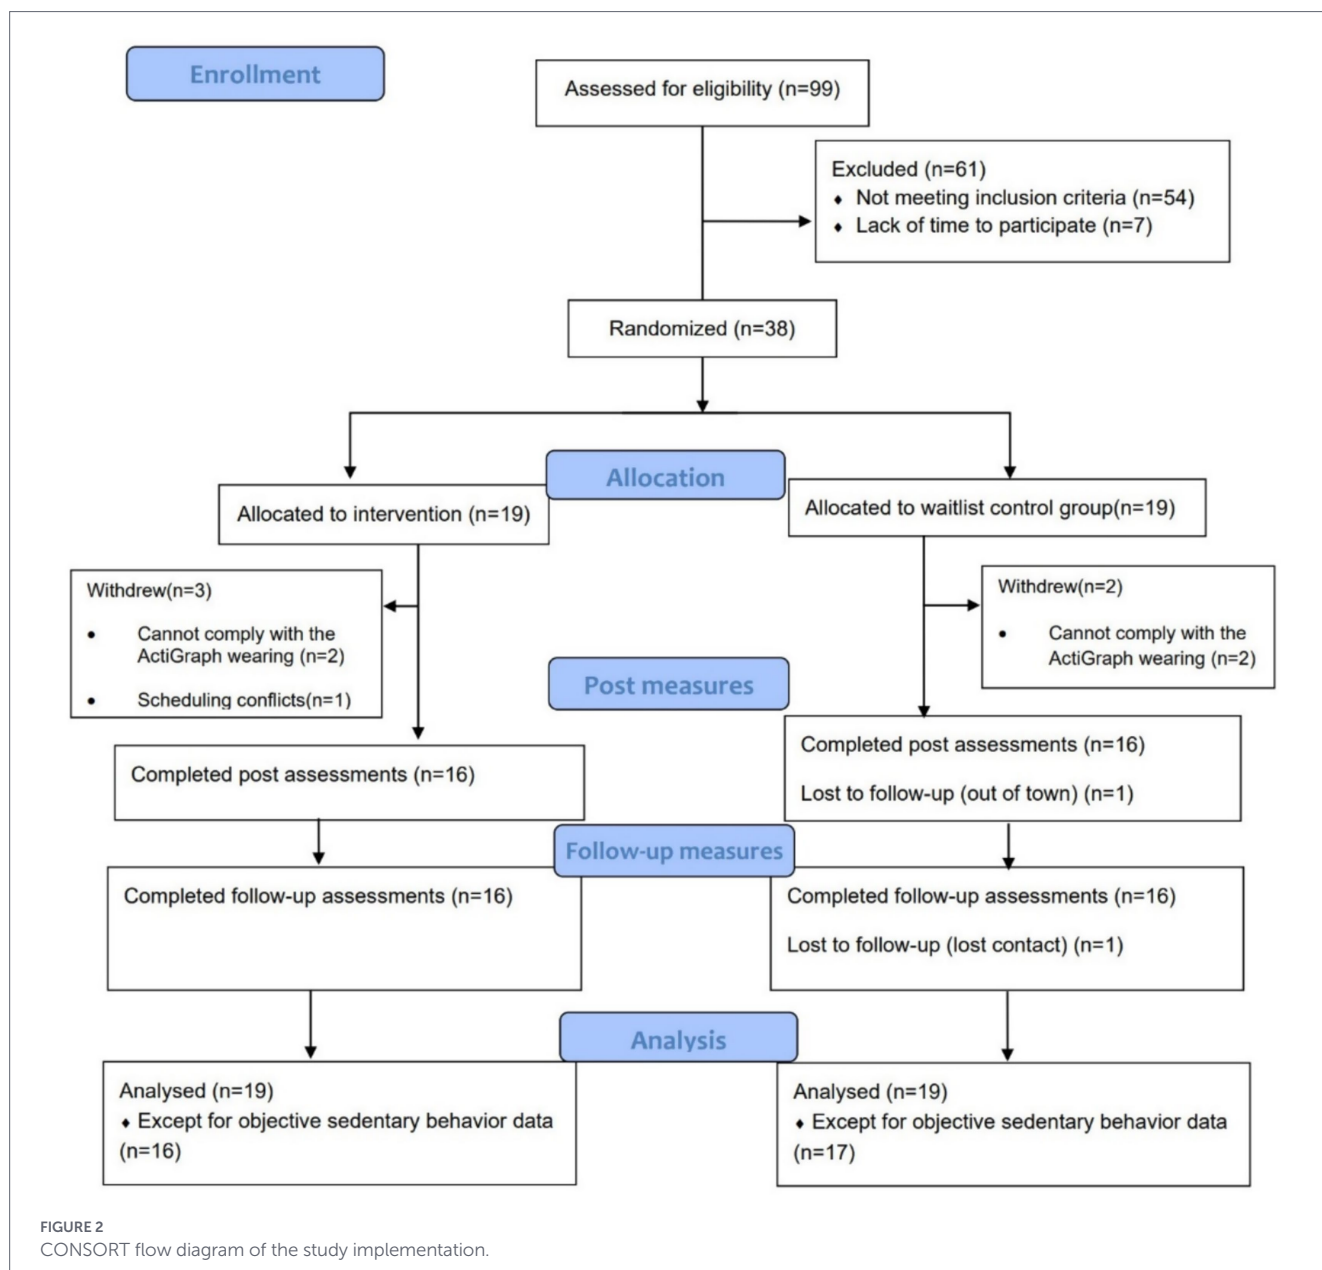 Enrollment
Assessed for eligibility (n=99)
Excluded (n=61)
♦ Not meeting inclusion criteria (n=54)
♦ Lack of time to participate (n=7)
Randomized (n=38)
Allocation
Allocated to intervention (n=19)
Allocated to waitlist control group(n=19)
Withdrew(n=3)
• Cannot comply with the
ActiGraph wearing (n=2)
• Scheduling conflicts(n=1)
Withdrew(n=2)
• Cannot comply with the
ActiGraph wearing (n=2)
Post measures
Completed post assessments (n=16)
Completed post assessments (n=16)
Lost to follow-up (out of town) (n=1)
Follow-up measures
Completed follow-up assessments (n=16)
Completed follow-up assessments (n=16)
Lost to follow-up (lost contact) (n=1)
Analysis
Analysed (n=19)
♦ Except for objective sedentary behavior data
(n=16)
Analysed (n=19)
♦ Except for objective sedentary behavior data
(n=17)
FIGURE 2
CONSORT flow diagram of the study implementation.